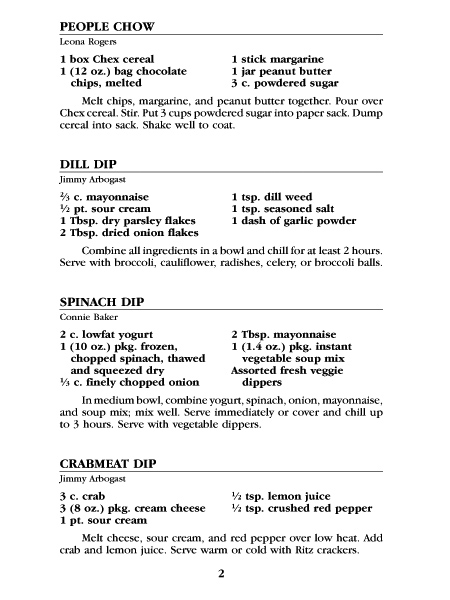 PEOPLE CHOW
Leona Rogers
1 box Chex cereal
1 (12 oz.) bag chocolate
chips, melted
1 stick margarine
1 jar peanut butter
3 c. powdered sugar
Melt chips, margarine, and peanut butter together. Pour over
Chex cereal. Stir. Put 3 cups powdered sugar into paper sack. Dump
cereal into sack. Shake well to coat.
DILL DIP
Jimmy Arbogast
⅔ c. mayonnaise
½ pt. sour cream
1 Tbsp. dry parsley flakes
2 Tbsp. dried onion flakes
1 tsp. dill weed
1 tsp. seasoned salt
1 dash of garlic powder
Combine all ingredients in a bowl and chill for at least 2 hours.
Serve with broccoli, cauliflower, radishes, celery, or broccoli balls.
SPINACH DIP
Connie Baker
2 c. lowfat yogurt
1 (10 oz.) pkg. frozen,
chopped spinach, thawed
and squeezed dry
⅓ c. finely chopped onion
2 Tbsp. mayonnaise
1 (1.4 oz.) pkg. instant
vegetable soup mix
Assorted fresh veggie
dippers
In medium bowl, combine yogurt, spinach, onion, mayonnaise,
and soup mix; mix well. Serve immediately or cover and chill up
to 3 hours. Serve with vegetable dippers.
CRABMEAT DIP
Jimmy Arbogast
3 c. crab
3 (8 oz.) pkg. cream cheese
1 pt. sour cream
½ tsp. lemon juice
½ tsp. crushed red pepper
Melt cheese, sour cream, and red pepper over low heat. Add
crab and lemon juice. Serve warm or cold with Ritz crackers.
2